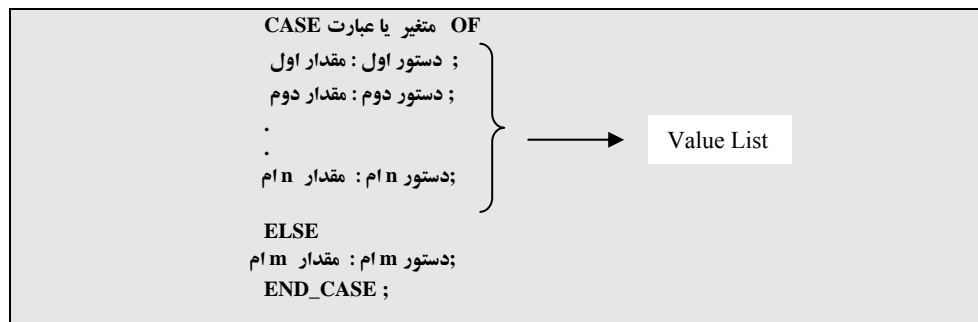 CASE متغیر یا عبارت OF
مقدار اول : دستور اول ;
مقدار دوم : دستور دوم ;
.
.
مقدار n ام : دستور n ام;
Value List
ELSE
مقدار m ام : دستور m ام;
END_CASE ;